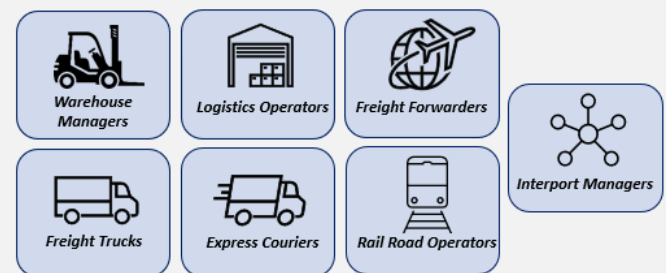 Warehouse
Managers
Logistics Operators
Freight Forwarders
Interport Managers
Freight Trucks
Express Couriers
Rail Road Operators